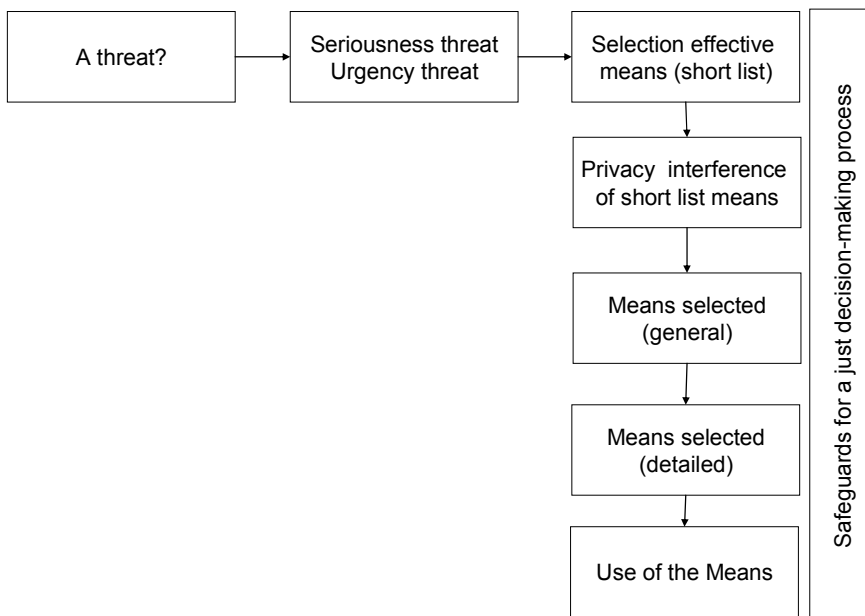 A threat?
Seriousness threat
Urgency threat
Selection effective
means (short list)
Privacy interference
of short list means
Means selected
(general)
Means selected
(detailed)
Use of the Means
Safeguards for a just decision-making process